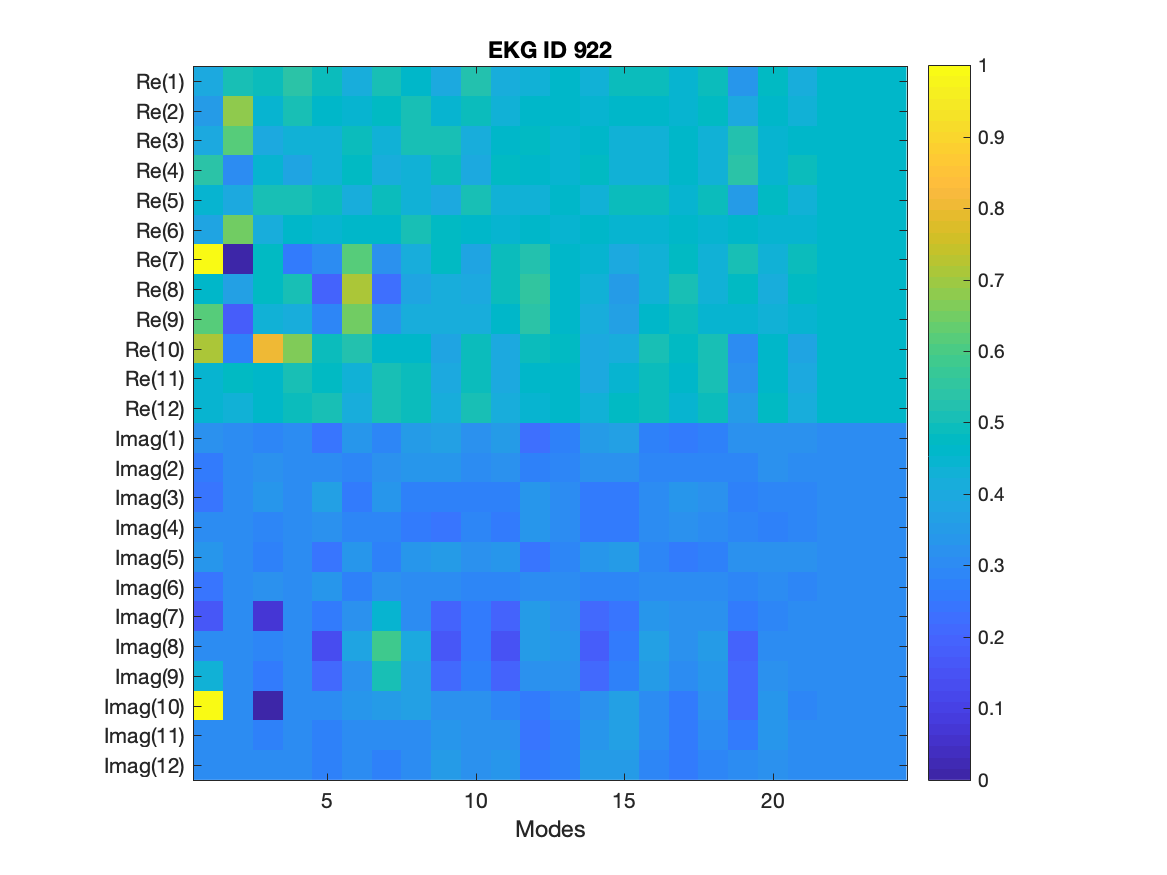 EKG ID 922
Re(1)
Re(2)
Re(3)
Re(4)
Re(5)
Re(6)
Re(7)
Re(8)
Re(9)
Re(10)
Re(11)
Re(12)
Imag(1)
Imag(2)
Imag(3)
Imag(4)
Imag(5)
Imag(6)
Imag(7)
Imag(8)
Imag(9)
Imag(10)
Imag(11)
Imag(12)
5 10 15 20
Modes
1
0.9
0.8
0.7
0.6
0.5
0.4
0.3
0.2
0.1
0